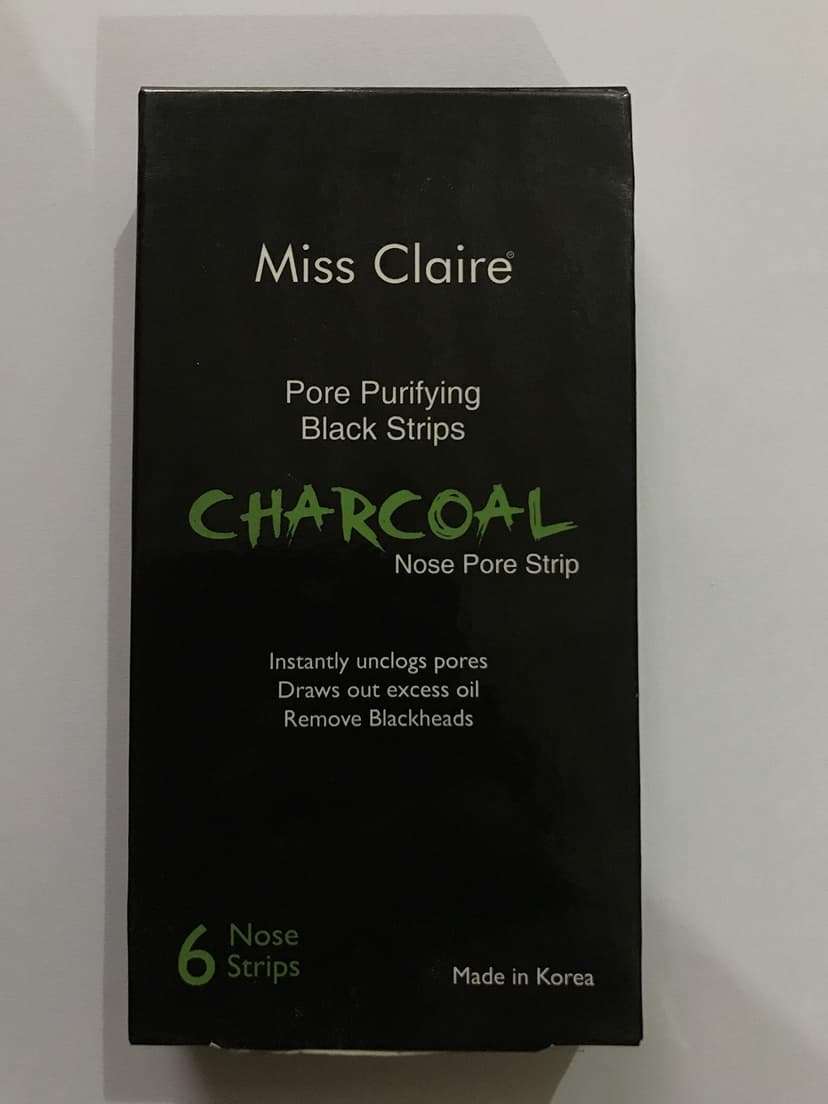 Miss Claire®
Pore Purifying
Black Strips
CHARCOAL
Nose Pore Strip
Instantly unclogs pores
Draws out excess oil
Remove Blackheads
6 Nose
Strips
Made in Korea